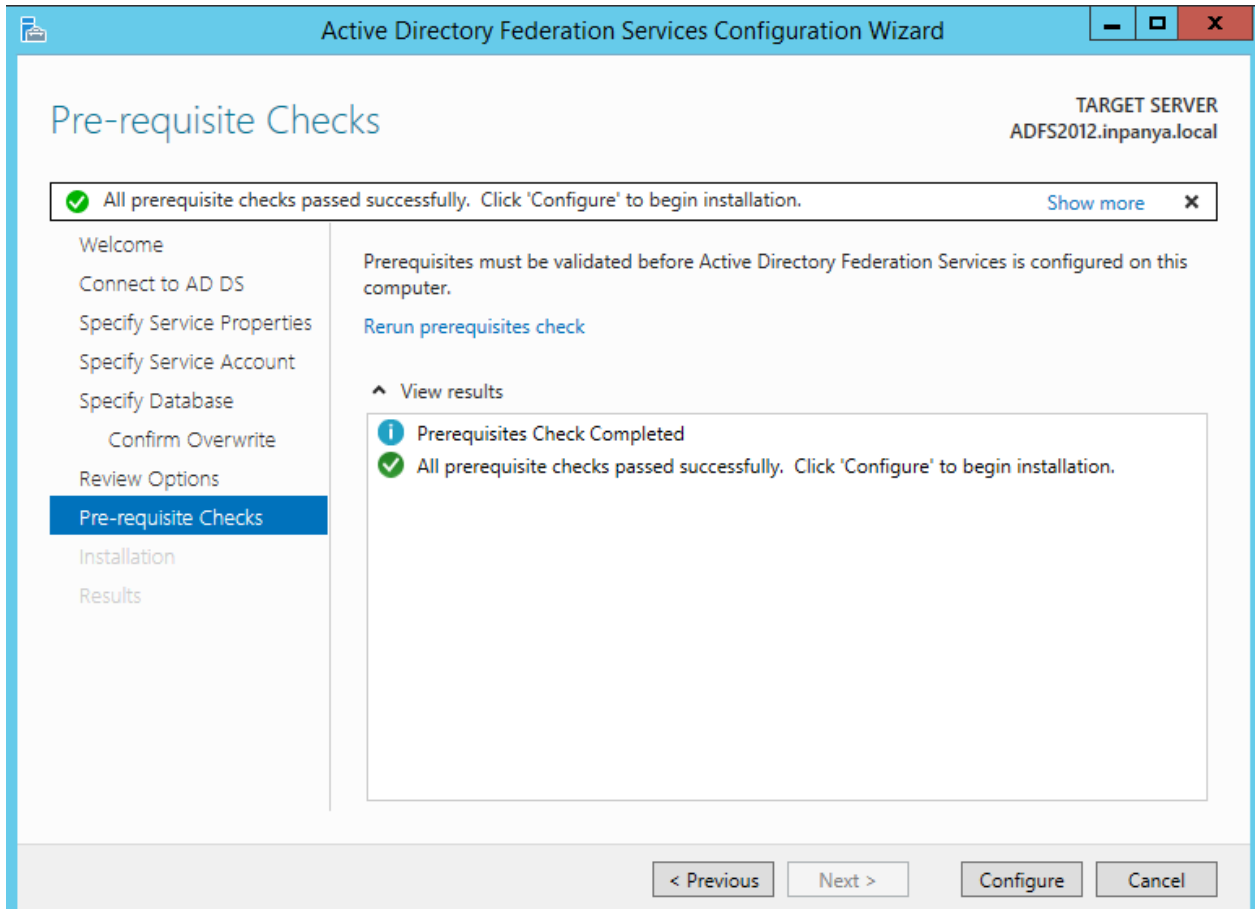 Active Directory Federation Services Configuration Wizard
Pre-requisite Checks
TARGET SERVER
ADFS2012.inpanya.local
All prerequisite checks passed successfully.  Click 'Configure' to begin installation.
Show more
Welcome
Connect to AD DS
Specify Service Properties
Specify Service Account
Specify Database
Confirm Overwrite
Review Options
Pre-requisite Checks
Installation
Results
Prerequisites must be validated before Active Directory Federation Services is configured on this
computer.
Rerun prerequisites check
View results
Prerequisites Check Completed
All prerequisite checks passed successfully.  Click 'Configure' to begin installation.
< Previous
Next >
Configure
Cancel